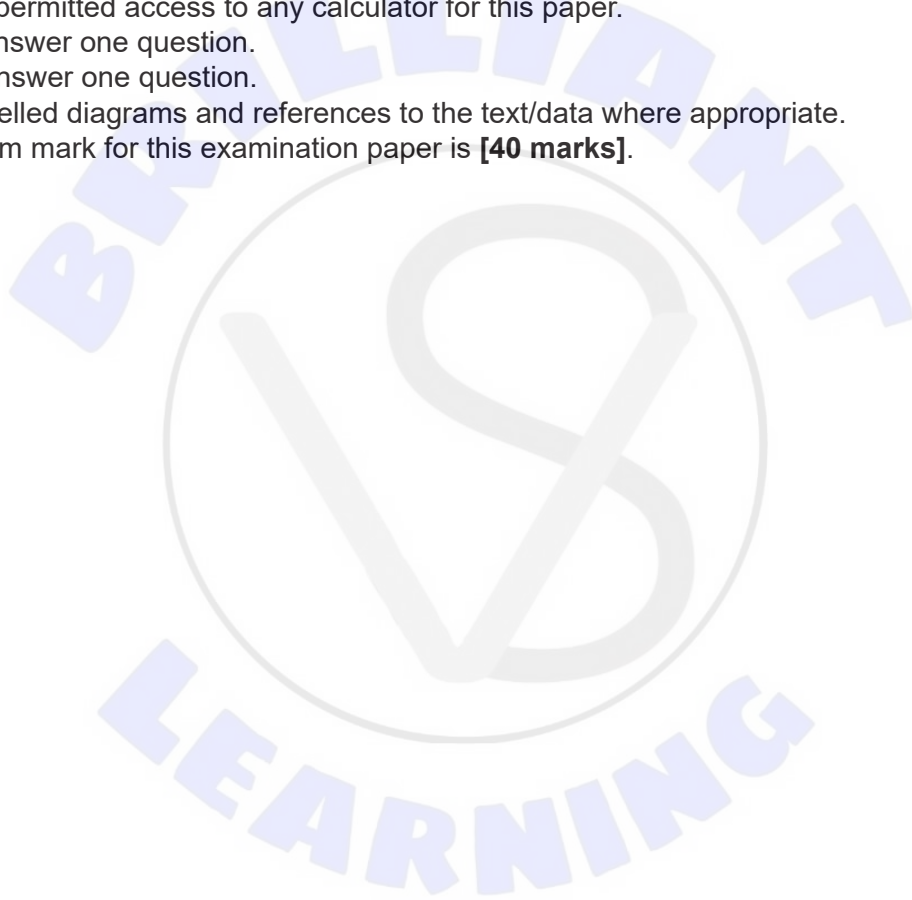 permitted access to any calculator for this paper.
nswer one question.
nswer one question.
elled diagrams and references to the text/data where appropriate.
m mark for this examination paper is [40 marks].
BRILLIANT
VS
LEARNING